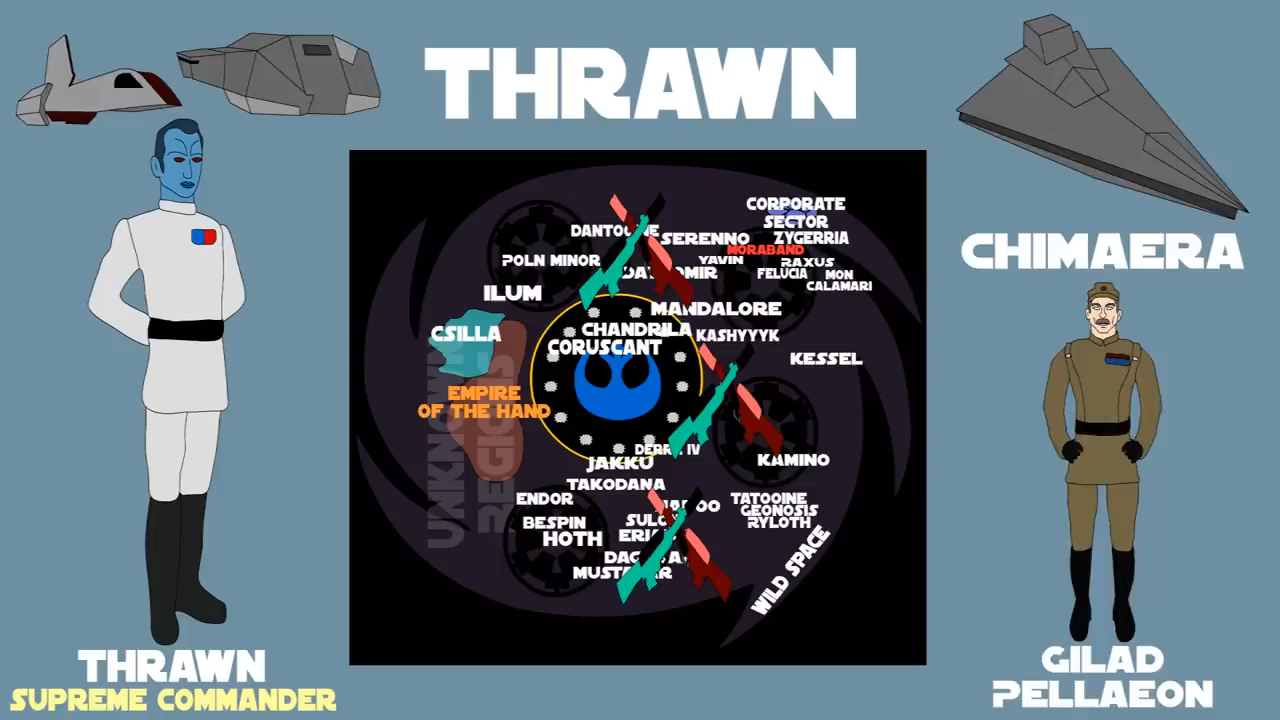 THRAWN
CORPORATE
SECTOR
DANTOOINE
SERENNO
ZYGERRIA
MORABAND
YAVIN
RAXUS
POLN MINOR
FELUCIA
MON
CALAMARI
ILUM
MANDALORE
CSILLA
CHANDRILA
KASHYYYK
CORUSCANT
KESSEL
EMPIRE
OF THE HAND
UNKNOWN
REGIONS
JAKKU
KAMINO
TAKODANA
ENDOR
TATOOINE
GEONOSIS
RYLOTH
BESPIN
HOTH
WILD SPACE
CHIMAERA
THRAWN
SUPREME COMMANDER
GILAD
PELLAEON